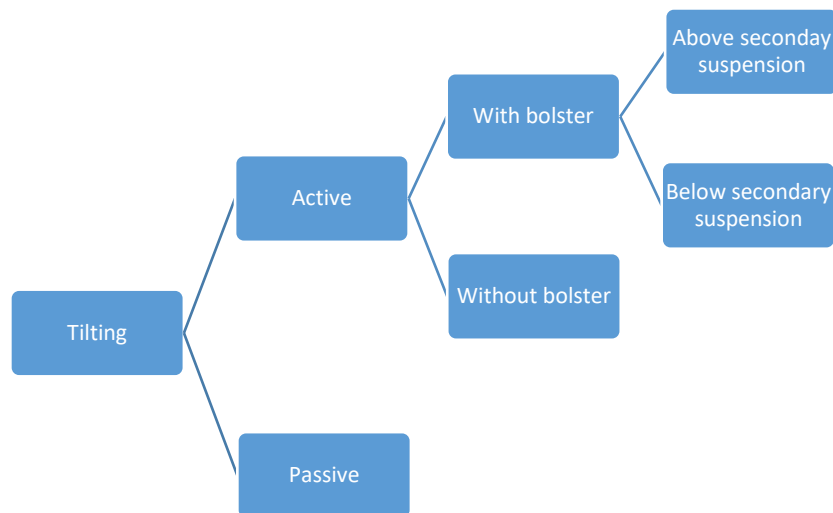 Above seconday
suspension
With bolster
Active
Below secondary
suspension
Without bolster
Tilting
Passive